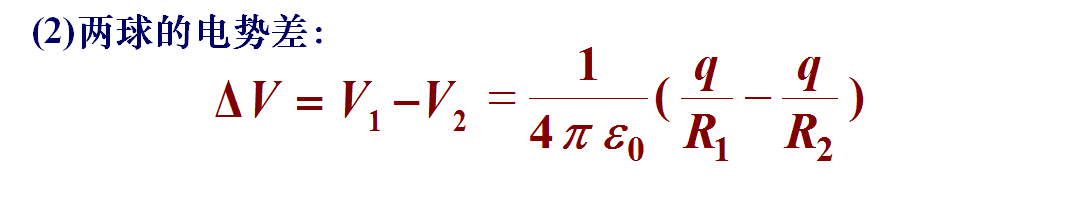 (2)两球的电势差：
ΔV = V₁ − V₂ = 1/(4πε₀) (q/R₁ − q/R₂)